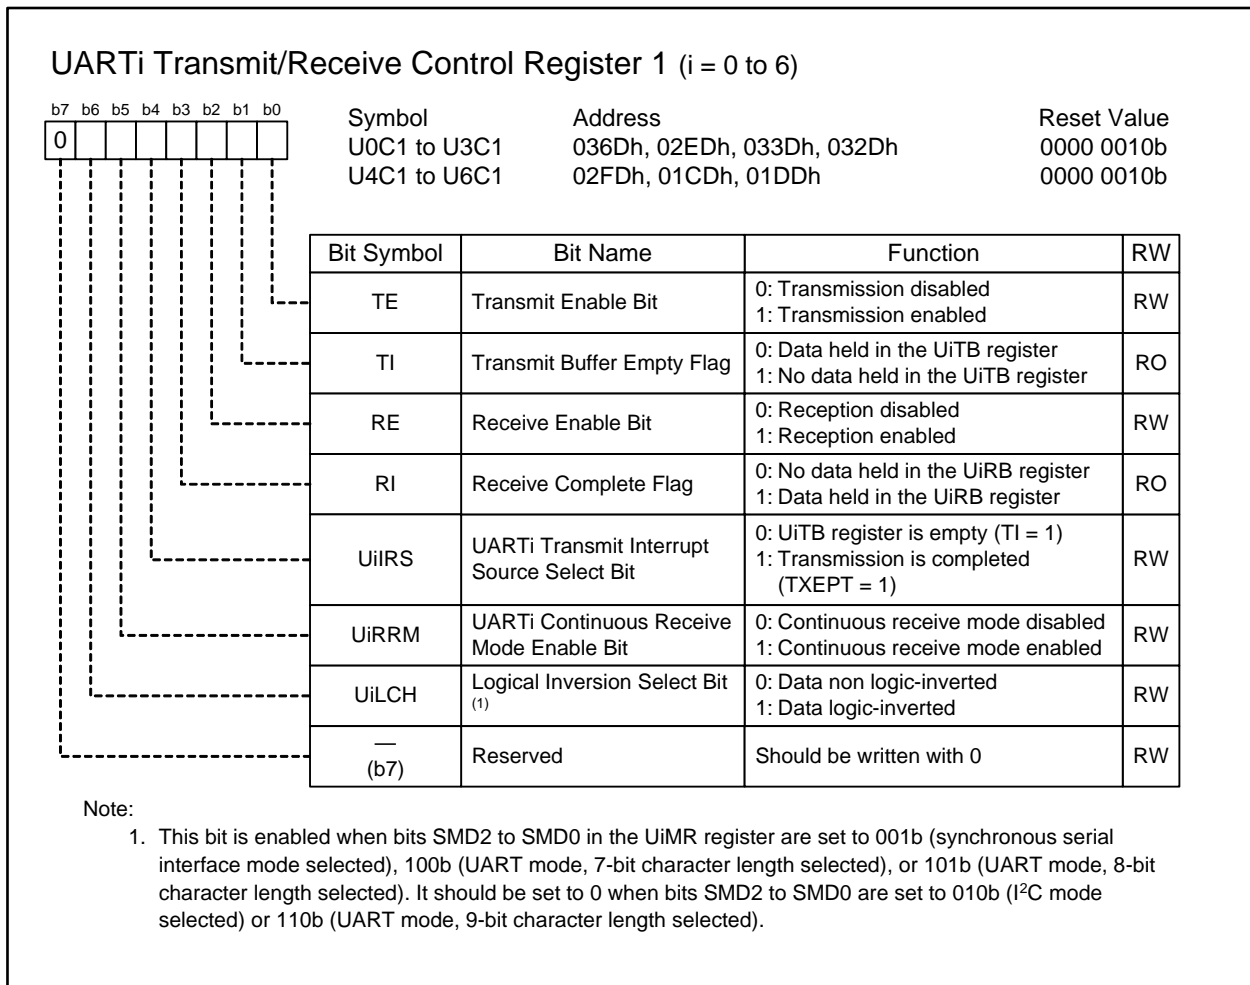 UARTi Transmit/Receive Control Register 1 (i = 0 to 6)
b7 b6 b5 b4 b3 b2 b1 b0
0
Symbol Address Reset Value
U0C1 to U3C1 036Dh, 02EDh, 033Dh, 032Dh 0000 0010b
U4C1 to U6C1 02FDh, 01CDh, 01DDh 0000 0010b
Bit Symbol Bit Name Function RW
TE Transmit Enable Bit 0: Transmission disabled
1: Transmission enabled RW
TI Transmit Buffer Empty Flag 0: Data held in the UiTB register
1: No data held in the UiTB register RO
RE Receive Enable Bit 0: Reception disabled
1: Reception enabled RW
RI Receive Complete Flag 0: No data held in the UiRB register
1: Data held in the UiRB register RO
UiIRS UARTi Transmit Interrupt
Source Select Bit 0: UiTB register is empty (TI = 1)
1: Transmission is completed
(TXEPT = 1) RW
UiRRM UARTi Continuous Receive
Mode Enable Bit 0: Continuous receive mode disabled
1: Continuous receive mode enabled RW
UiLCH Logical Inversion Select Bit
(1) 0: Data non logic-inverted
1: Data logic-inverted RW
—
(b7) Reserved Should be written with 0 RW
Note:
1. This bit is enabled when bits SMD2 to SMD0 in the UiMR register are set to 001b (synchronous serial
interface mode selected), 100b (UART mode, 7-bit character length selected), or 101b (UART mode, 8-bit
character length selected). It should be set to 0 when bits SMD2 to SMD0 are set to 010b (I²C mode
selected) or 110b (UART mode, 9-bit character length selected).